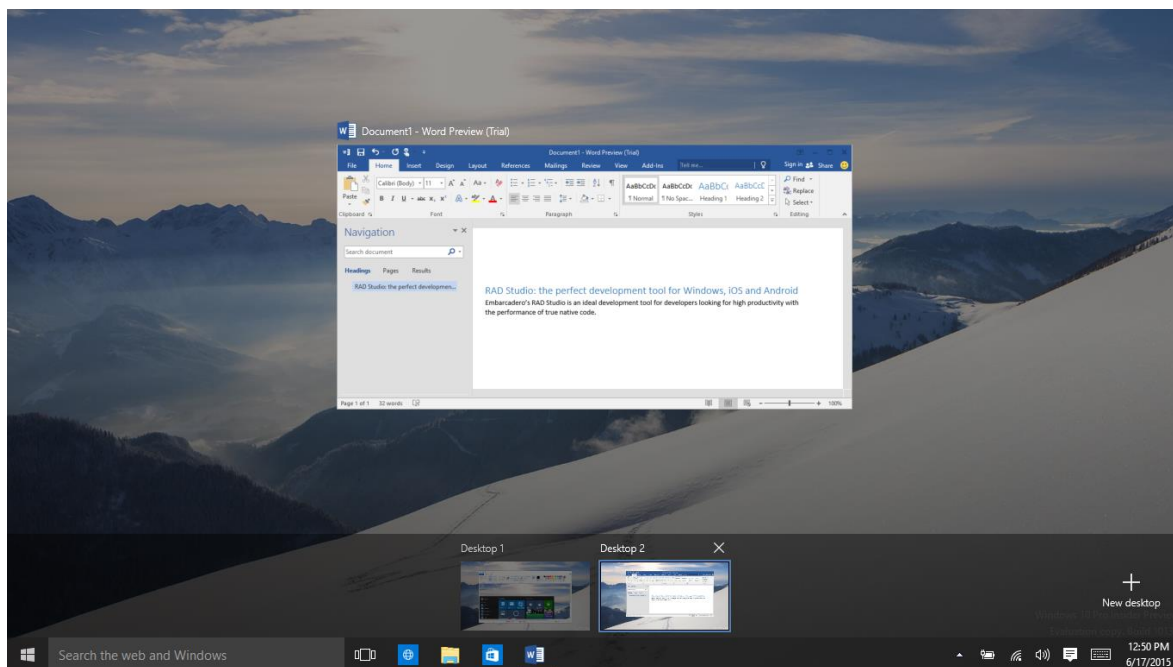 Document1 - Word Preview (Trial)
Document1 - Word Preview (Trial)
File Home Insert Design Layout References Mailings Review View Add-Ins Tell me... Sign in Share
Paste
Calibri (Body) 11
Find
Replace
Select
AaBbCcDc AaBbCcDc AaBbCc AaBbCcC
¶ Normal ¶ No Spac... Heading 1 Heading 2
Clipboard Font Paragraph Styles Editing
Navigation
Search document
Headings Pages Results
RAD Studio: the perfect developmen...
RAD Studio: the perfect development tool for Windows, iOS and Android
Embarcadero's RAD Studio is an ideal development tool for developers looking for high productivity with
the performance of true native code.
Page 1 of 1 32 words 100%
Desktop 1 Desktop 2
New desktop
Search the web and Windows
12:50 PM
6/17/2015